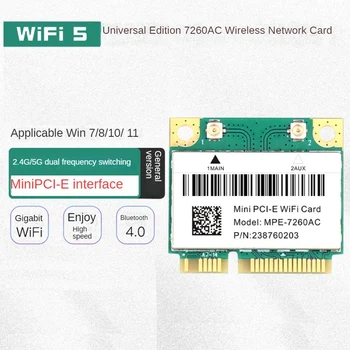 WiFi 5
Universal Edition 7260AC Wireless Network Card
Applicable Win 7/8/10/ 11
2.4G/5G dual frequency switching
General version
MiniPCI-E interface
Gigabit WiFi
Enjoy High speed
Bluetooth 4.0
1MAIN
2AUX
Mini PCI-E WiFi Card
Model: MPE-7260AC
P/N:238760203